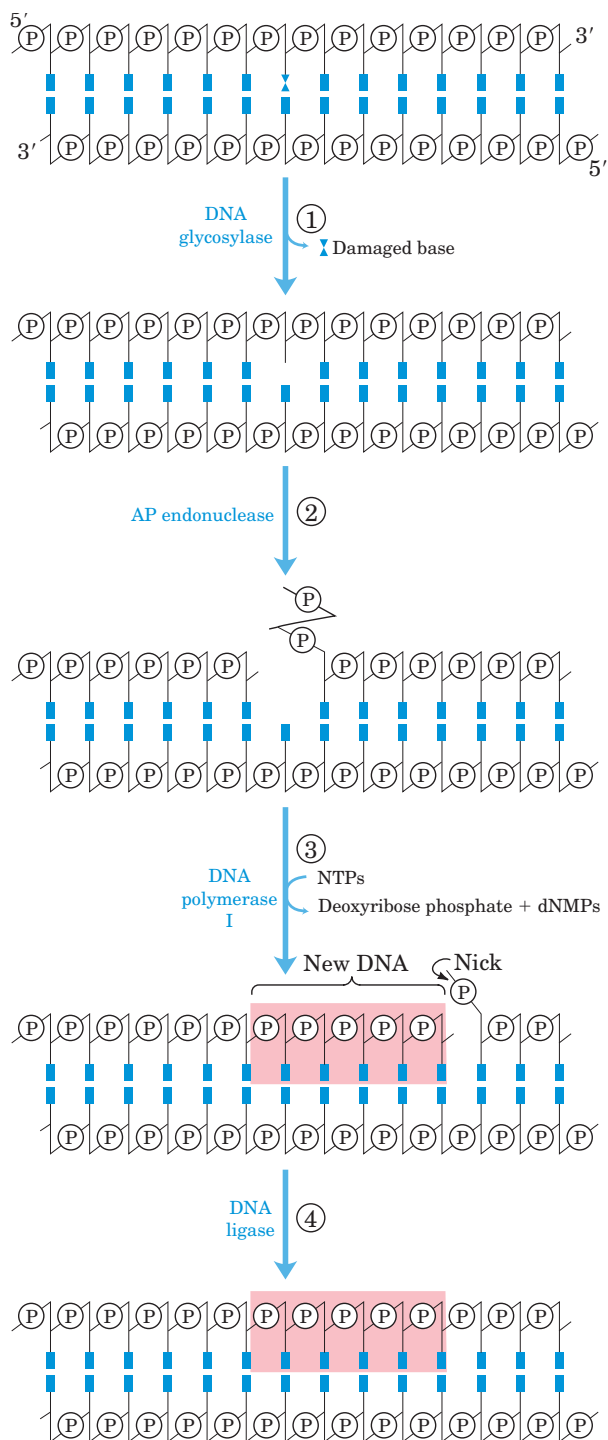 5′
P P P P P P P P P P P P P P 3′
3′ P P P P P P P P P P P P P P
5′
DNA
glycosylase
1
Damaged base
P P P P P P P P P P P P P P
P P P P P P P P P P P P P P
AP endonuclease
2
P
P
P P P P P P P P P P P P
P P P P P P P P P P P P P P
3
DNA
polymerase
I
NTPs
Deoxyribose phosphate + dNMPs
New DNA
Nick
P
P P P P P P P P P P P P P
P P P P P P P P P P P P P P
DNA
ligase
4
P P P P P P P P P P P P P P
P P P P P P P P P P P P P P